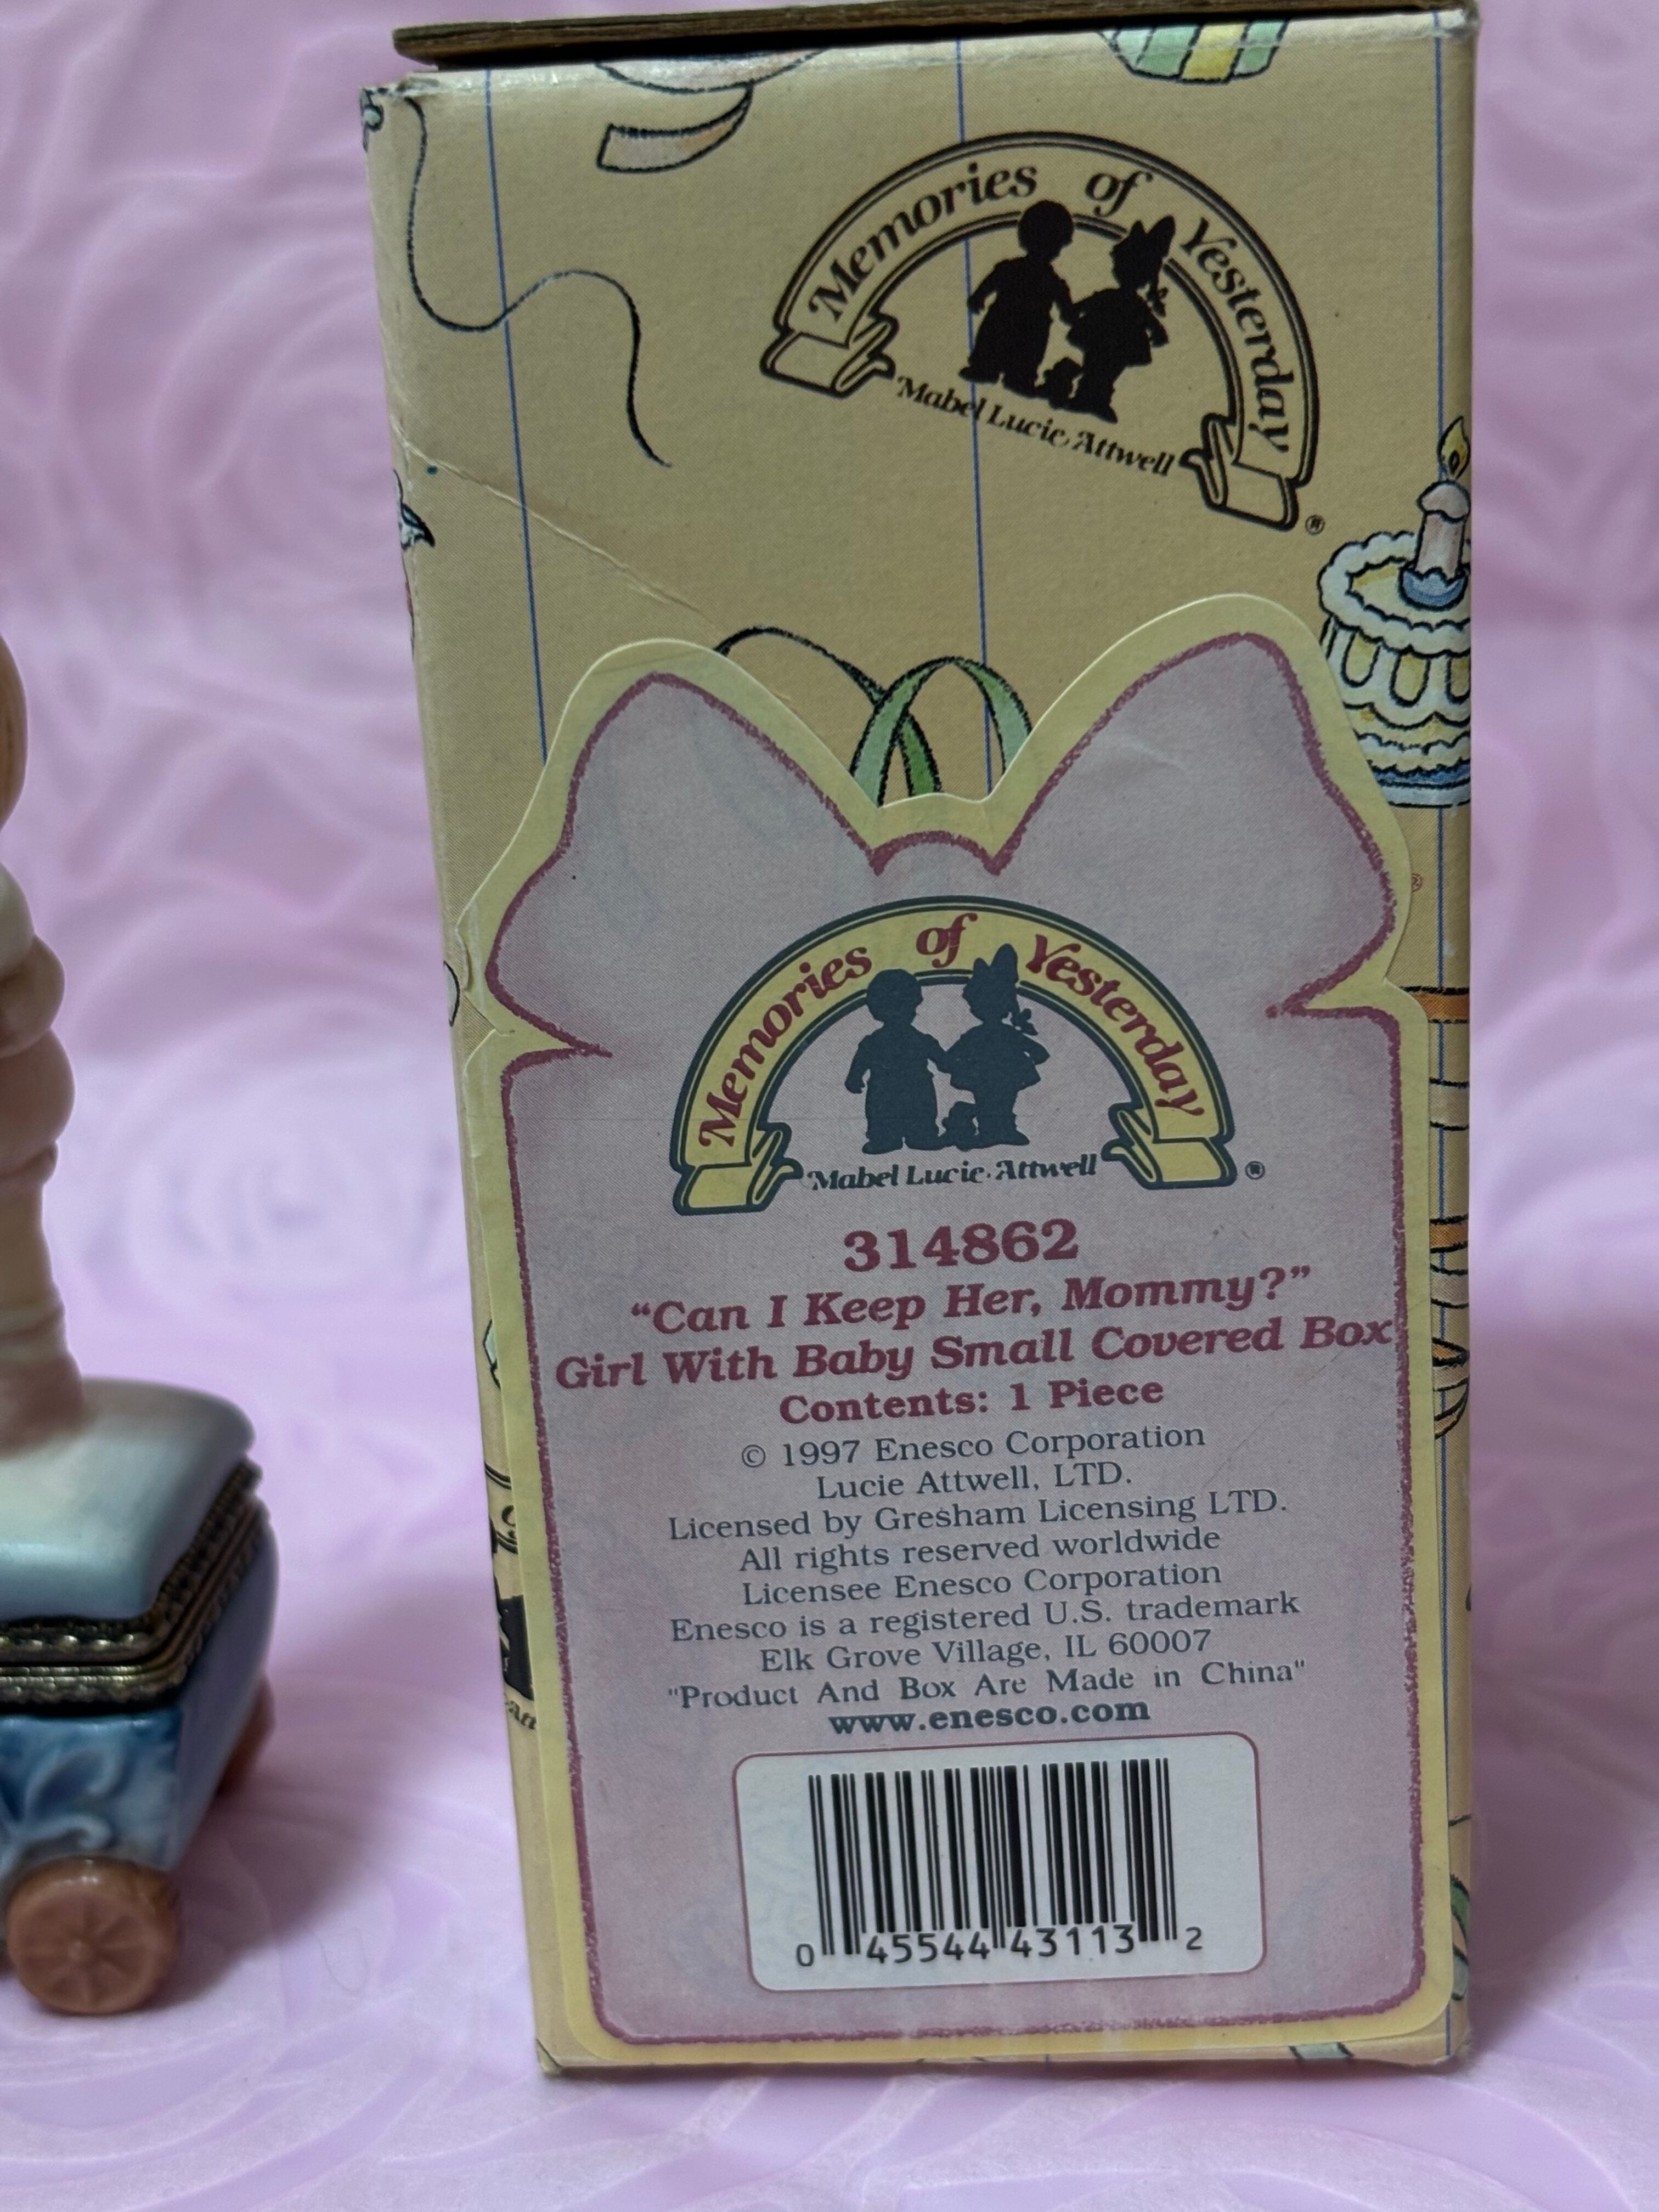 Memories of Yesterday
Mabel Lucie Attwell
®
Memories of Yesterday
Mabel Lucie Attwell ®
314862
“Can I Keep Her, Mommy?”
Girl With Baby Small Covered Box
Contents: 1 Piece
© 1997 Enesco Corporation
Lucie Attwell, LTD.
Licensed by Gresham Licensing LTD.
All rights reserved worldwide
Licensee Enesco Corporation
Enesco is a registered U.S. trademark
Elk Grove Village, IL 60007
"Product And Box Are Made in China"
www.enesco.com
0 45544 43113 2